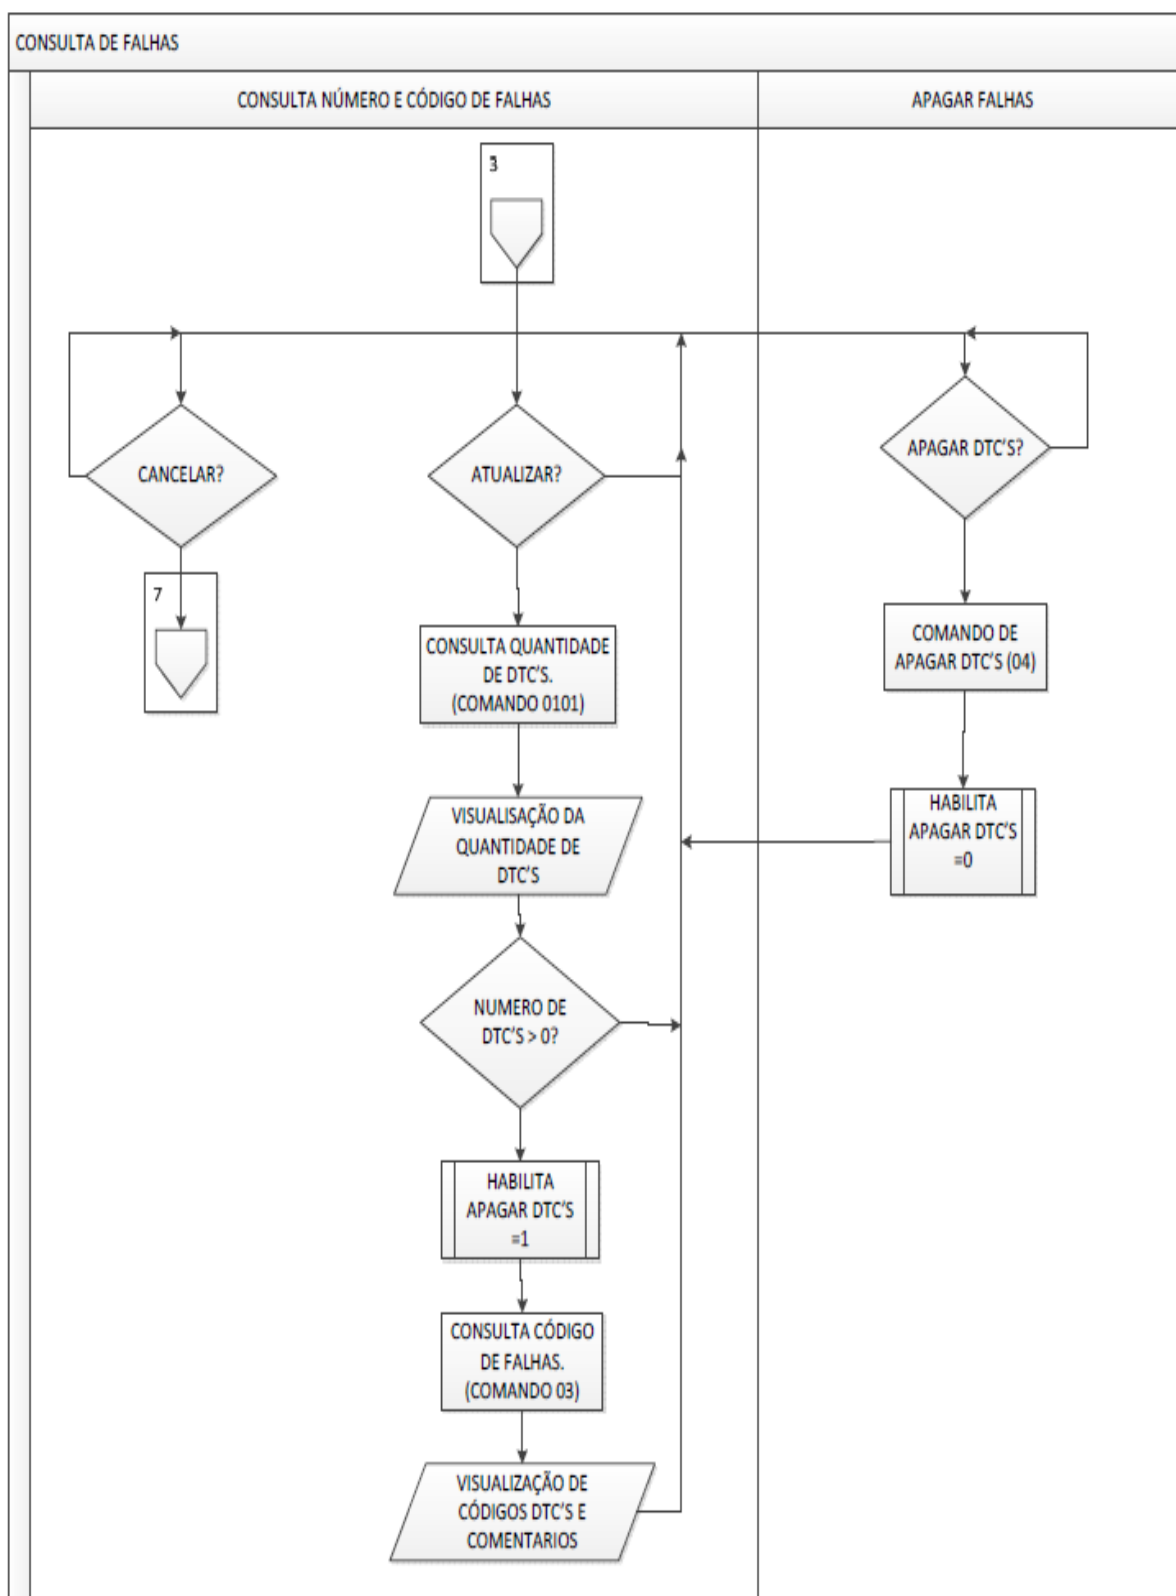 CONSULTA DE FALHAS
CONSULTA NÚMERO E CÓDIGO DE FALHAS
APAGAR FALHAS
3
CANCELAR?
ATUALIZAR?
APAGAR DTC'S?
7
CONSULTA QUANTIDADE
DE DTC'S.
(COMANDO 0101)
COMANDO DE
APAGAR DTC'S (04)
VISUALISAÇÃO DA
QUANTIDADE DE
DTC'S
HABILITA
APAGAR DTC'S
=0
NUMERO DE
DTC'S > 0?
HABILITA
APAGAR DTC'S
=1
CONSULTA CÓDIGO
DE FALHAS.
(COMANDO 03)
VISUALIZAÇÃO DE
CÓDIGOS DTC'S E
COMENTARIOS